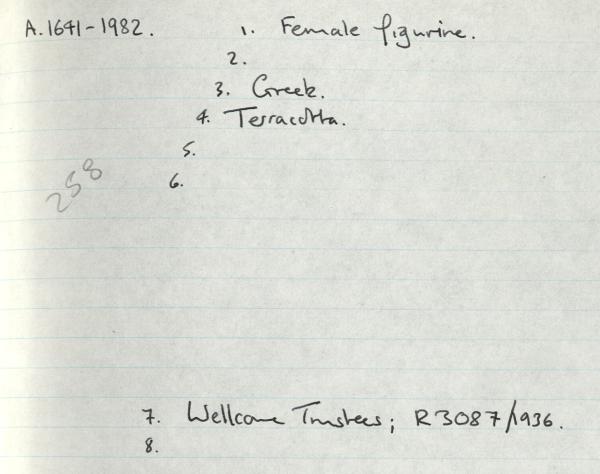 A.1641-1982. 1. Female figurine.
2.
3. Greek.
4. Terracotta.
5.
258
6.
7. Wellcome Trustees; R3087/1936.
8.